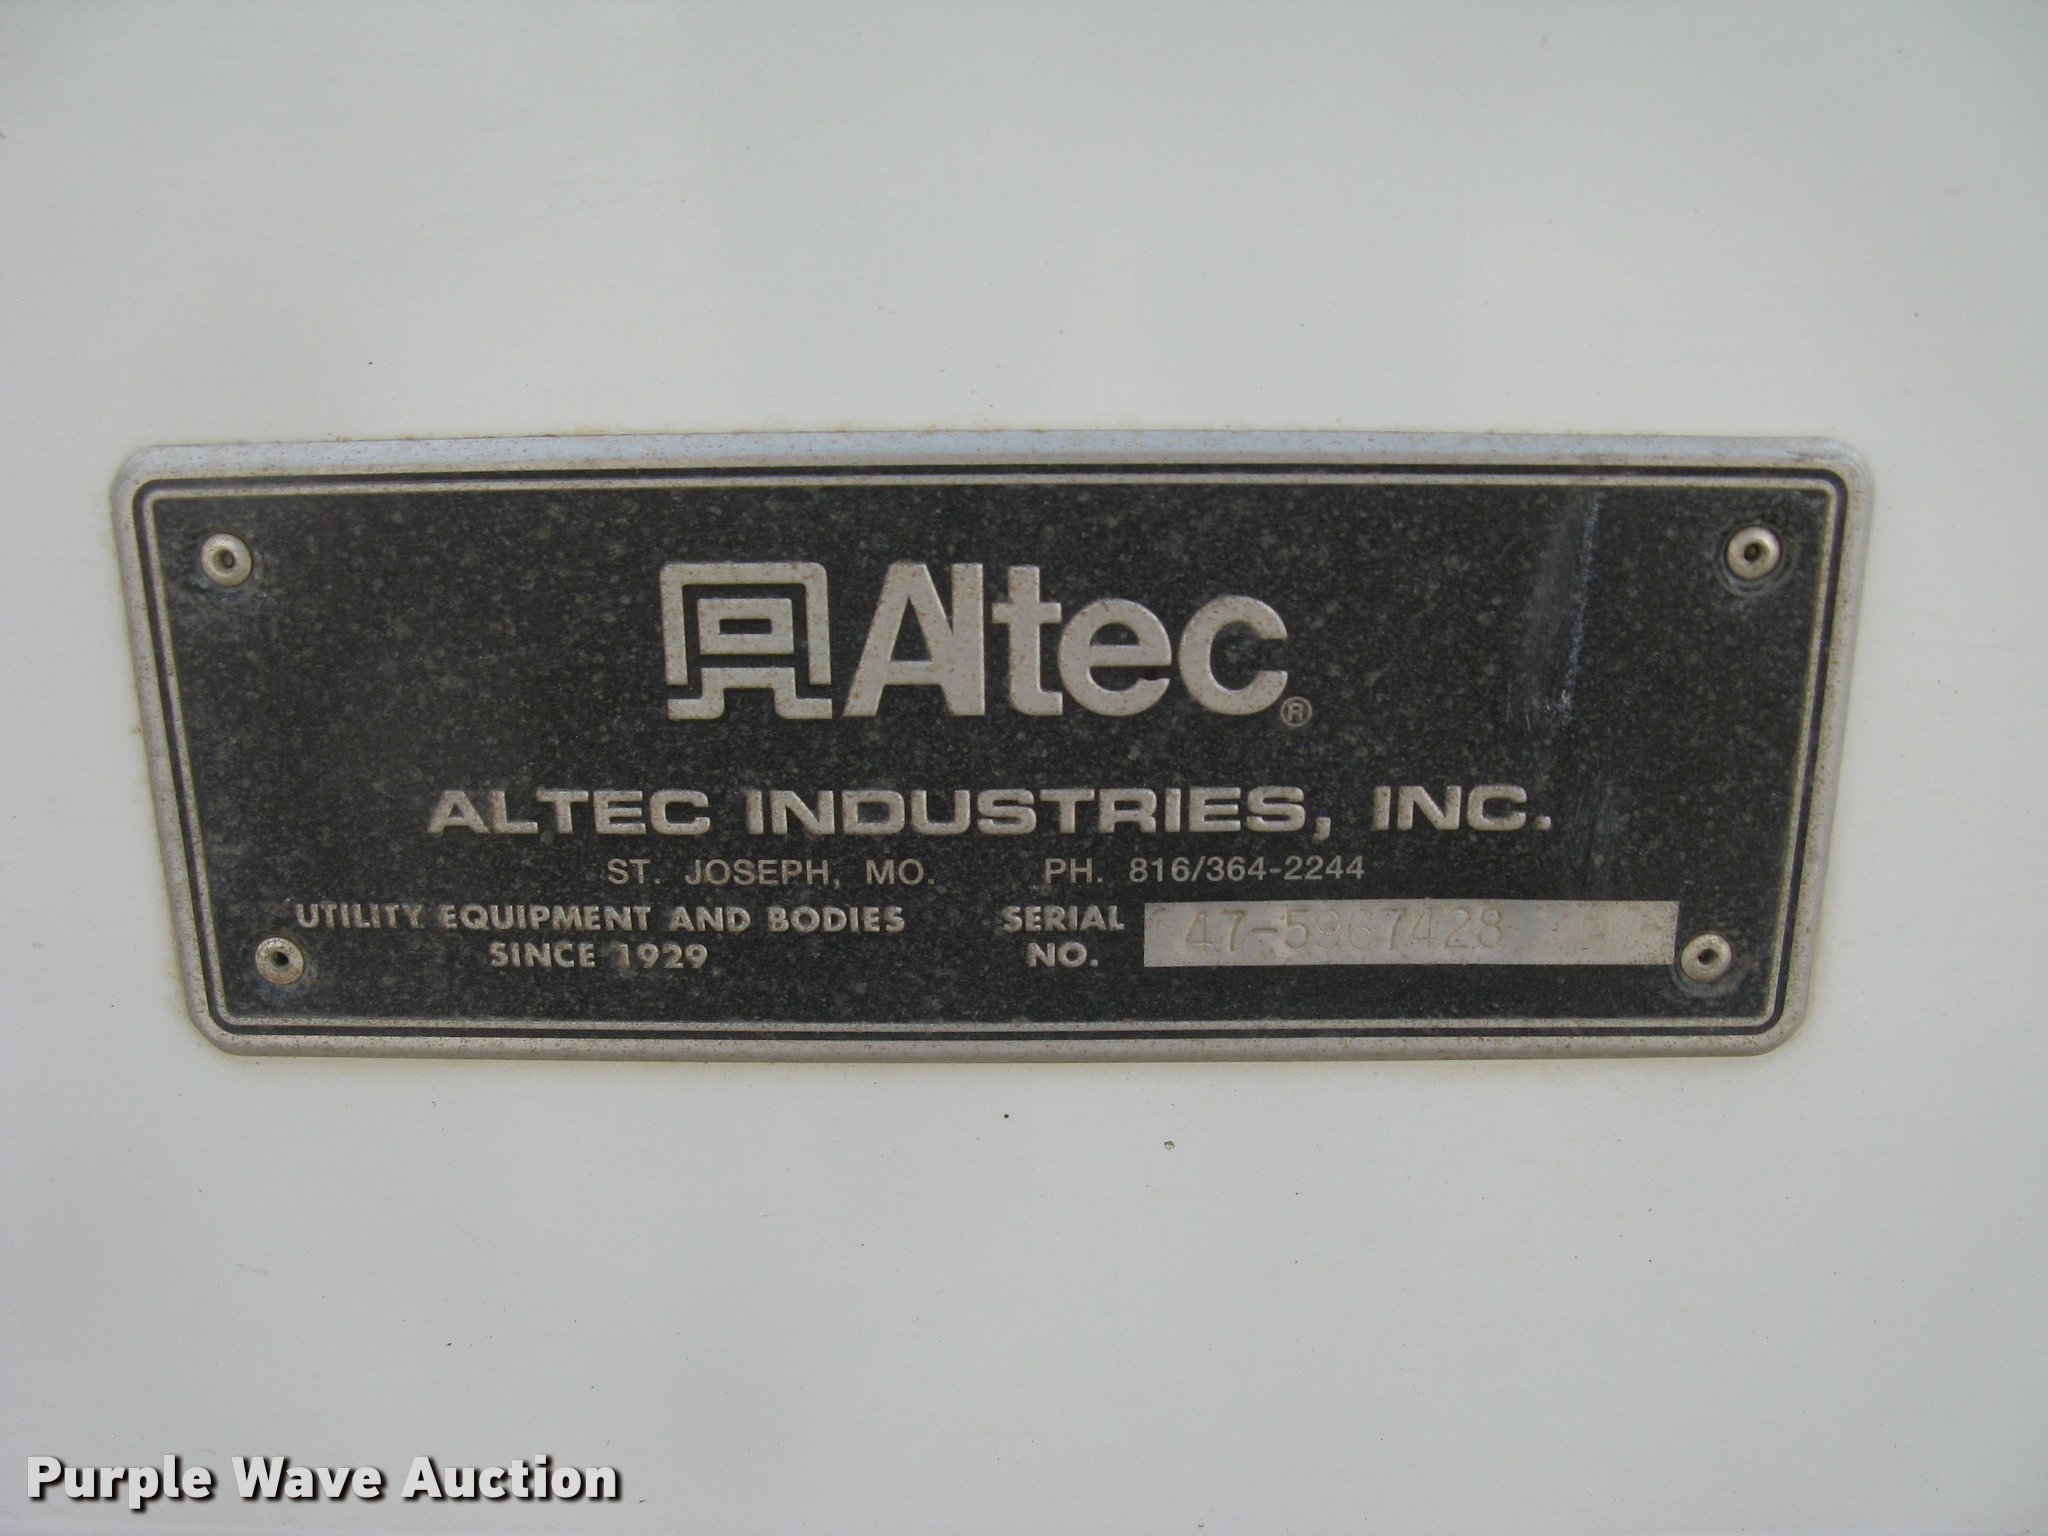 Altec®
ALTEC INDUSTRIES, INC.
ST. JOSEPH, MO. PH. 816/364-2244
UTILITY EQUIPMENT AND BODIES
SINCE 1929
SERIAL
NO.
47-5967428
Purple Wave Auction